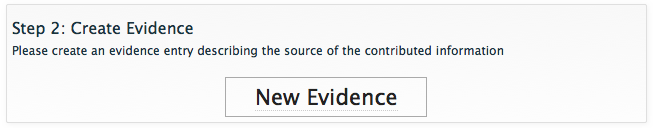 Step 2: Create Evidence
Please create an evidence entry describing the source of the contributed information
New Evidence